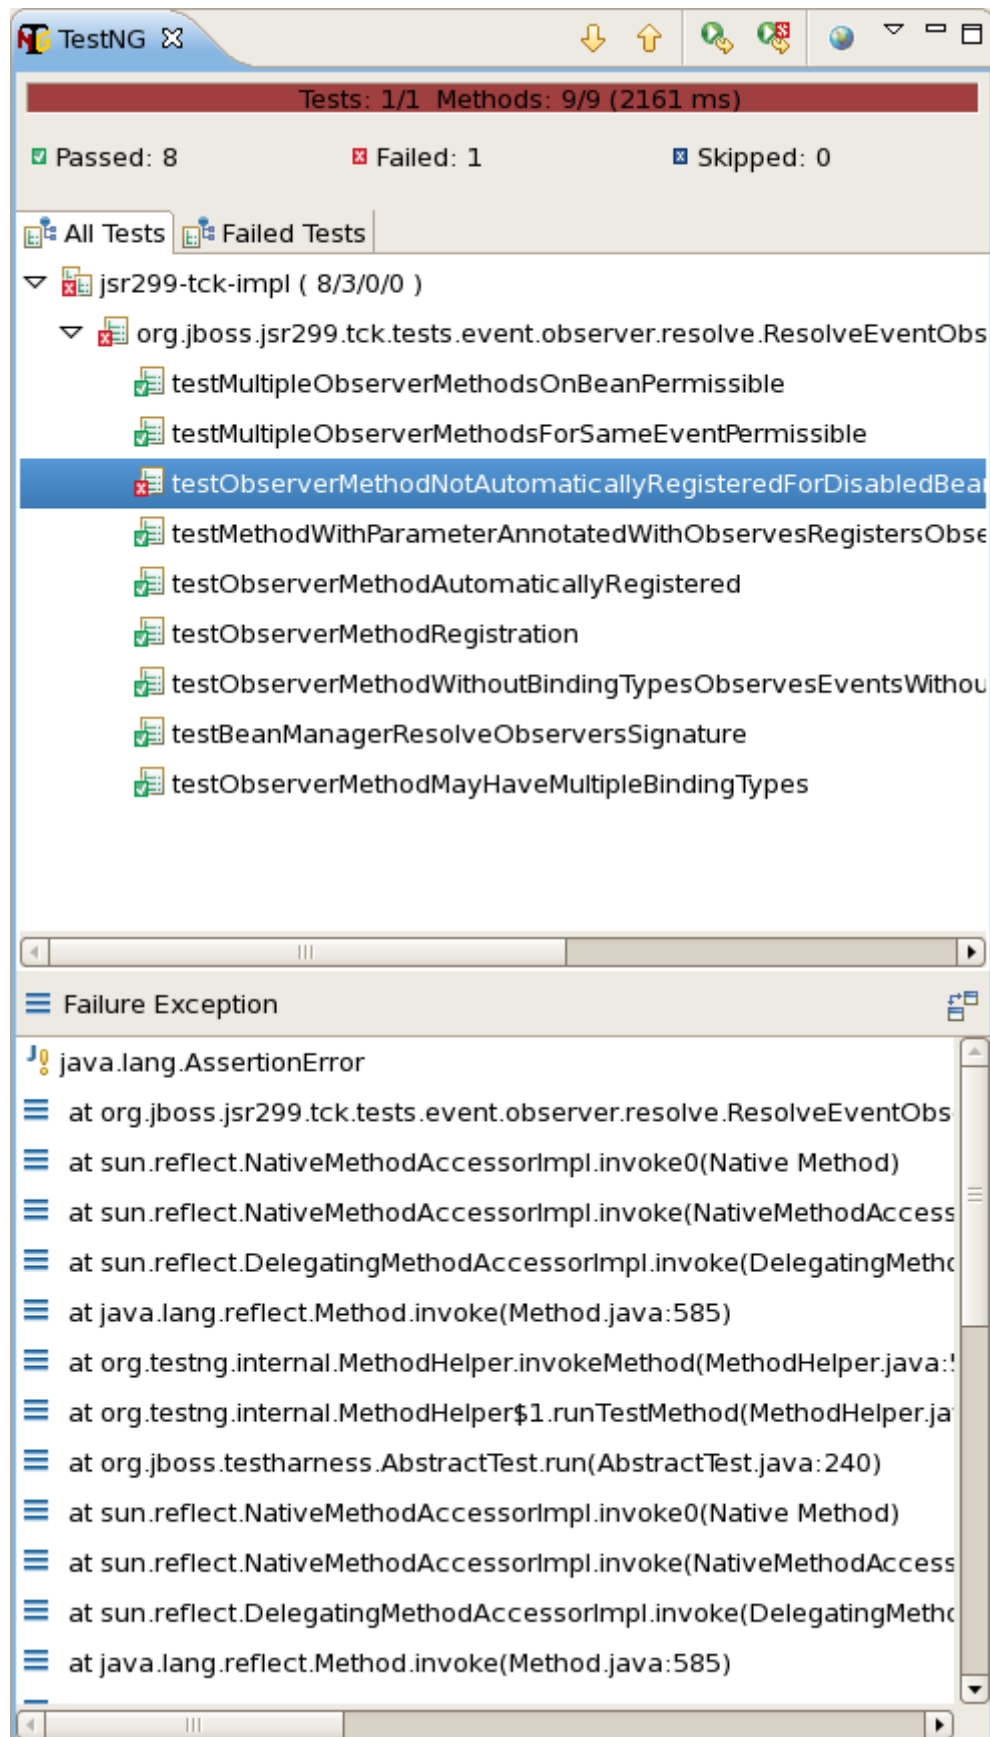 TestNG
Tests: 1/1 Methods: 9/9 (2161 ms)
Passed: 8 Failed: 1 Skipped: 0
All Tests Failed Tests
jsr299-tck-impl ( 8/3/0/0 )
org.jboss.jsr299.tck.tests.event.observer.resolve.ResolveEventObs
testMultipleObserverMethodsOnBeanPermissible
testMultipleObserverMethodsForSameEventPermissible
testObserverMethodNotAutomaticallyRegisteredForDisabledBea
testMethodWithParameterAnnotatedWithObservesRegistersObse
testObserverMethodAutomaticallyRegistered
testObserverMethodRegistration
testObserverMethodWithoutBindingTypesObservesEventsWithou
testBeanManagerResolveObserversSignature
testObserverMethodMayHaveMultipleBindingTypes
Failure Exception
java.lang.AssertionError
at org.jboss.jsr299.tck.tests.event.observer.resolve.ResolveEventObs
at sun.reflect.NativeMethodAccessorImpl.invoke0(Native Method)
at sun.reflect.NativeMethodAccessorImpl.invoke(NativeMethodAccess
at sun.reflect.DelegatingMethodAccessorImpl.invoke(DelegatingMetho
at java.lang.reflect.Method.invoke(Method.java:585)
at org.testng.internal.MethodHelper.invokeMethod(MethodHelper.java:5
at org.testng.internal.MethodHelper$1.runTestMethod(MethodHelper.ja
at org.jboss.testharness.AbstractTest.run(AbstractTest.java:240)
at sun.reflect.NativeMethodAccessorImpl.invoke0(Native Method)
at sun.reflect.NativeMethodAccessorImpl.invoke(NativeMethodAccess
at sun.reflect.DelegatingMethodAccessorImpl.invoke(DelegatingMetho
at java.lang.reflect.Method.invoke(Method.java:585)